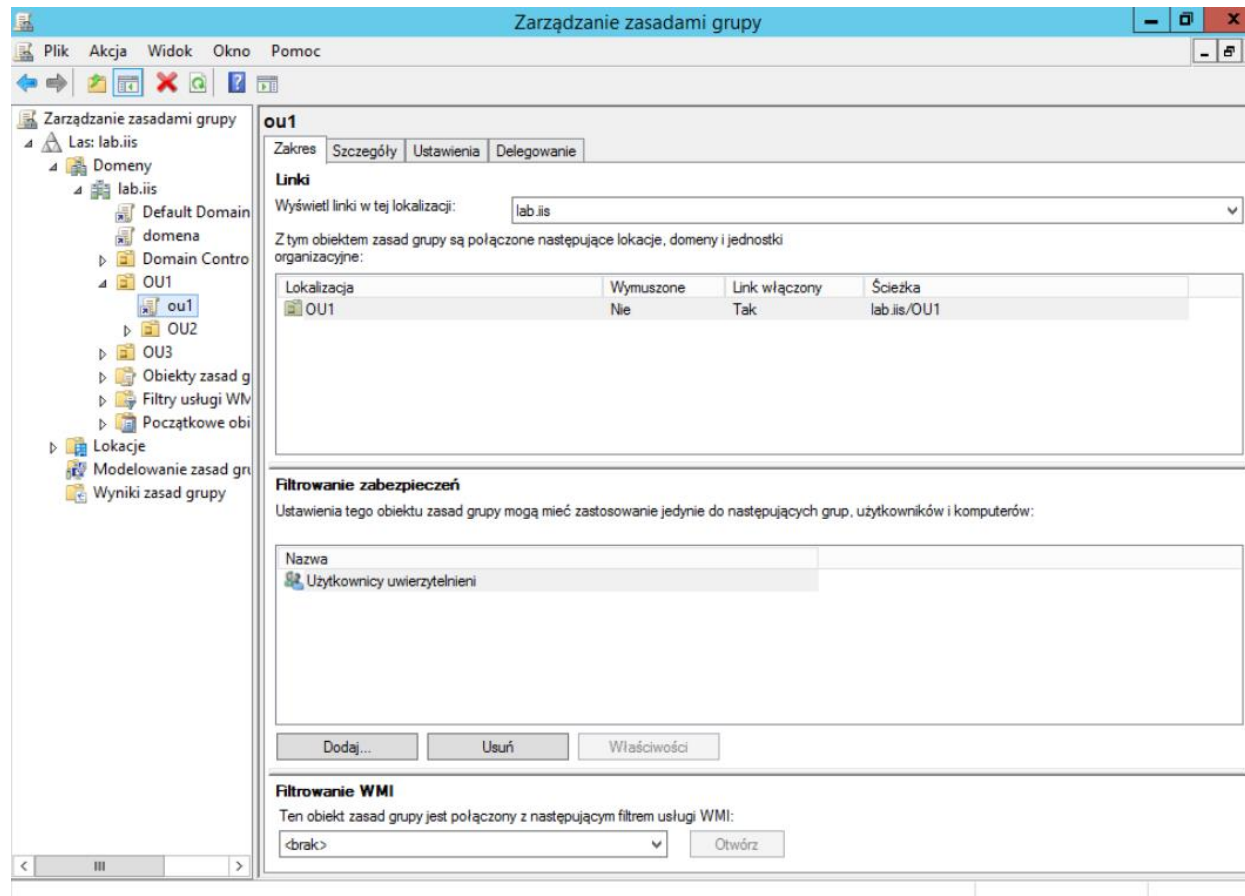 Zarządzanie zasadami grupy
Plik Akcja Widok Okno Pomoc
Zarządzanie zasadami grupy
Las: lab.iis
Domeny
lab.iis
Default Domain
domena
Domain Contro
OU1
ou1
OU2
OU3
Obiekty zasad g
Filtry usługi WM
Początkowe obi
Lokacje
Modelowanie zasad gru
Wyniki zasad grupy
ou1
Zakres Szczegóły Ustawienia Delegowanie
Linki
Wyświetl linki w tej lokalizacji: lab.iis
Z tym obiektem zasad grupy są połączone następujące lokacje, domeny i jednostki
organizacyjne:
Lokalizacja Wymuszone Link włączony Ścieżka
OU1 Nie Tak lab.iis/OU1
Filtrowanie zabezpieczeń
Ustawienia tego obiektu zasad grupy mogą mieć zastosowanie jedynie do następujących grup, użytkowników i komputerów:
Nazwa
Użytkownicy uwierzytelnieni
Dodaj... Usuń Właściwości
Filtrowanie WMI
Ten obiekt zasad grupy jest połączony z następującym filtrem usługi WMI:
<brak> Otwórz